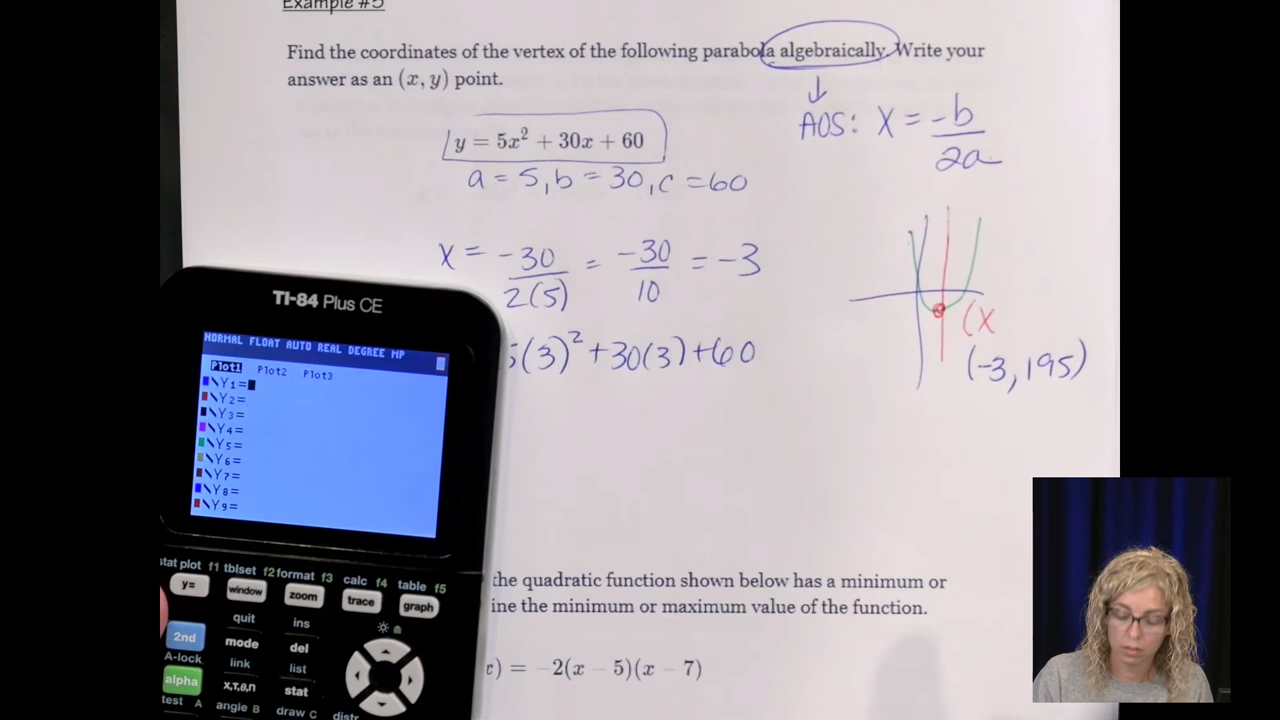 Example #5
Find the coordinates of the vertex of the following parabola algebraically. Write your
answer as an (x, y) point.
AOS: X = -b/2a
y = 5x² + 30x + 60
a = 5, b = 30, c = 60
X = -30/2(5) = -30/10 = -3
5(3)² + 30(3) + 60
(X
(-3, 195)
TI-84 Plus CE
NORMAL FLOAT AUTO REAL DEGREE MP
Plot1 Plot2 Plot3
\Y1=
\Y2=
\Y3=
\Y4=
\Y5=
\Y6=
\Y7=
\Y8=
\Y9=
stat plot f1 tblset f2 format f3 calc f4 table f5
y= window zoom trace graph
quit ins
2nd mode del
A-lock link list
alpha X,T,θ,n stat
test A angle B draw C distr
the quadratic function shown below has a minimum or
ine the minimum or maximum value of the function.
) = −2(x − 5)(x − 7)